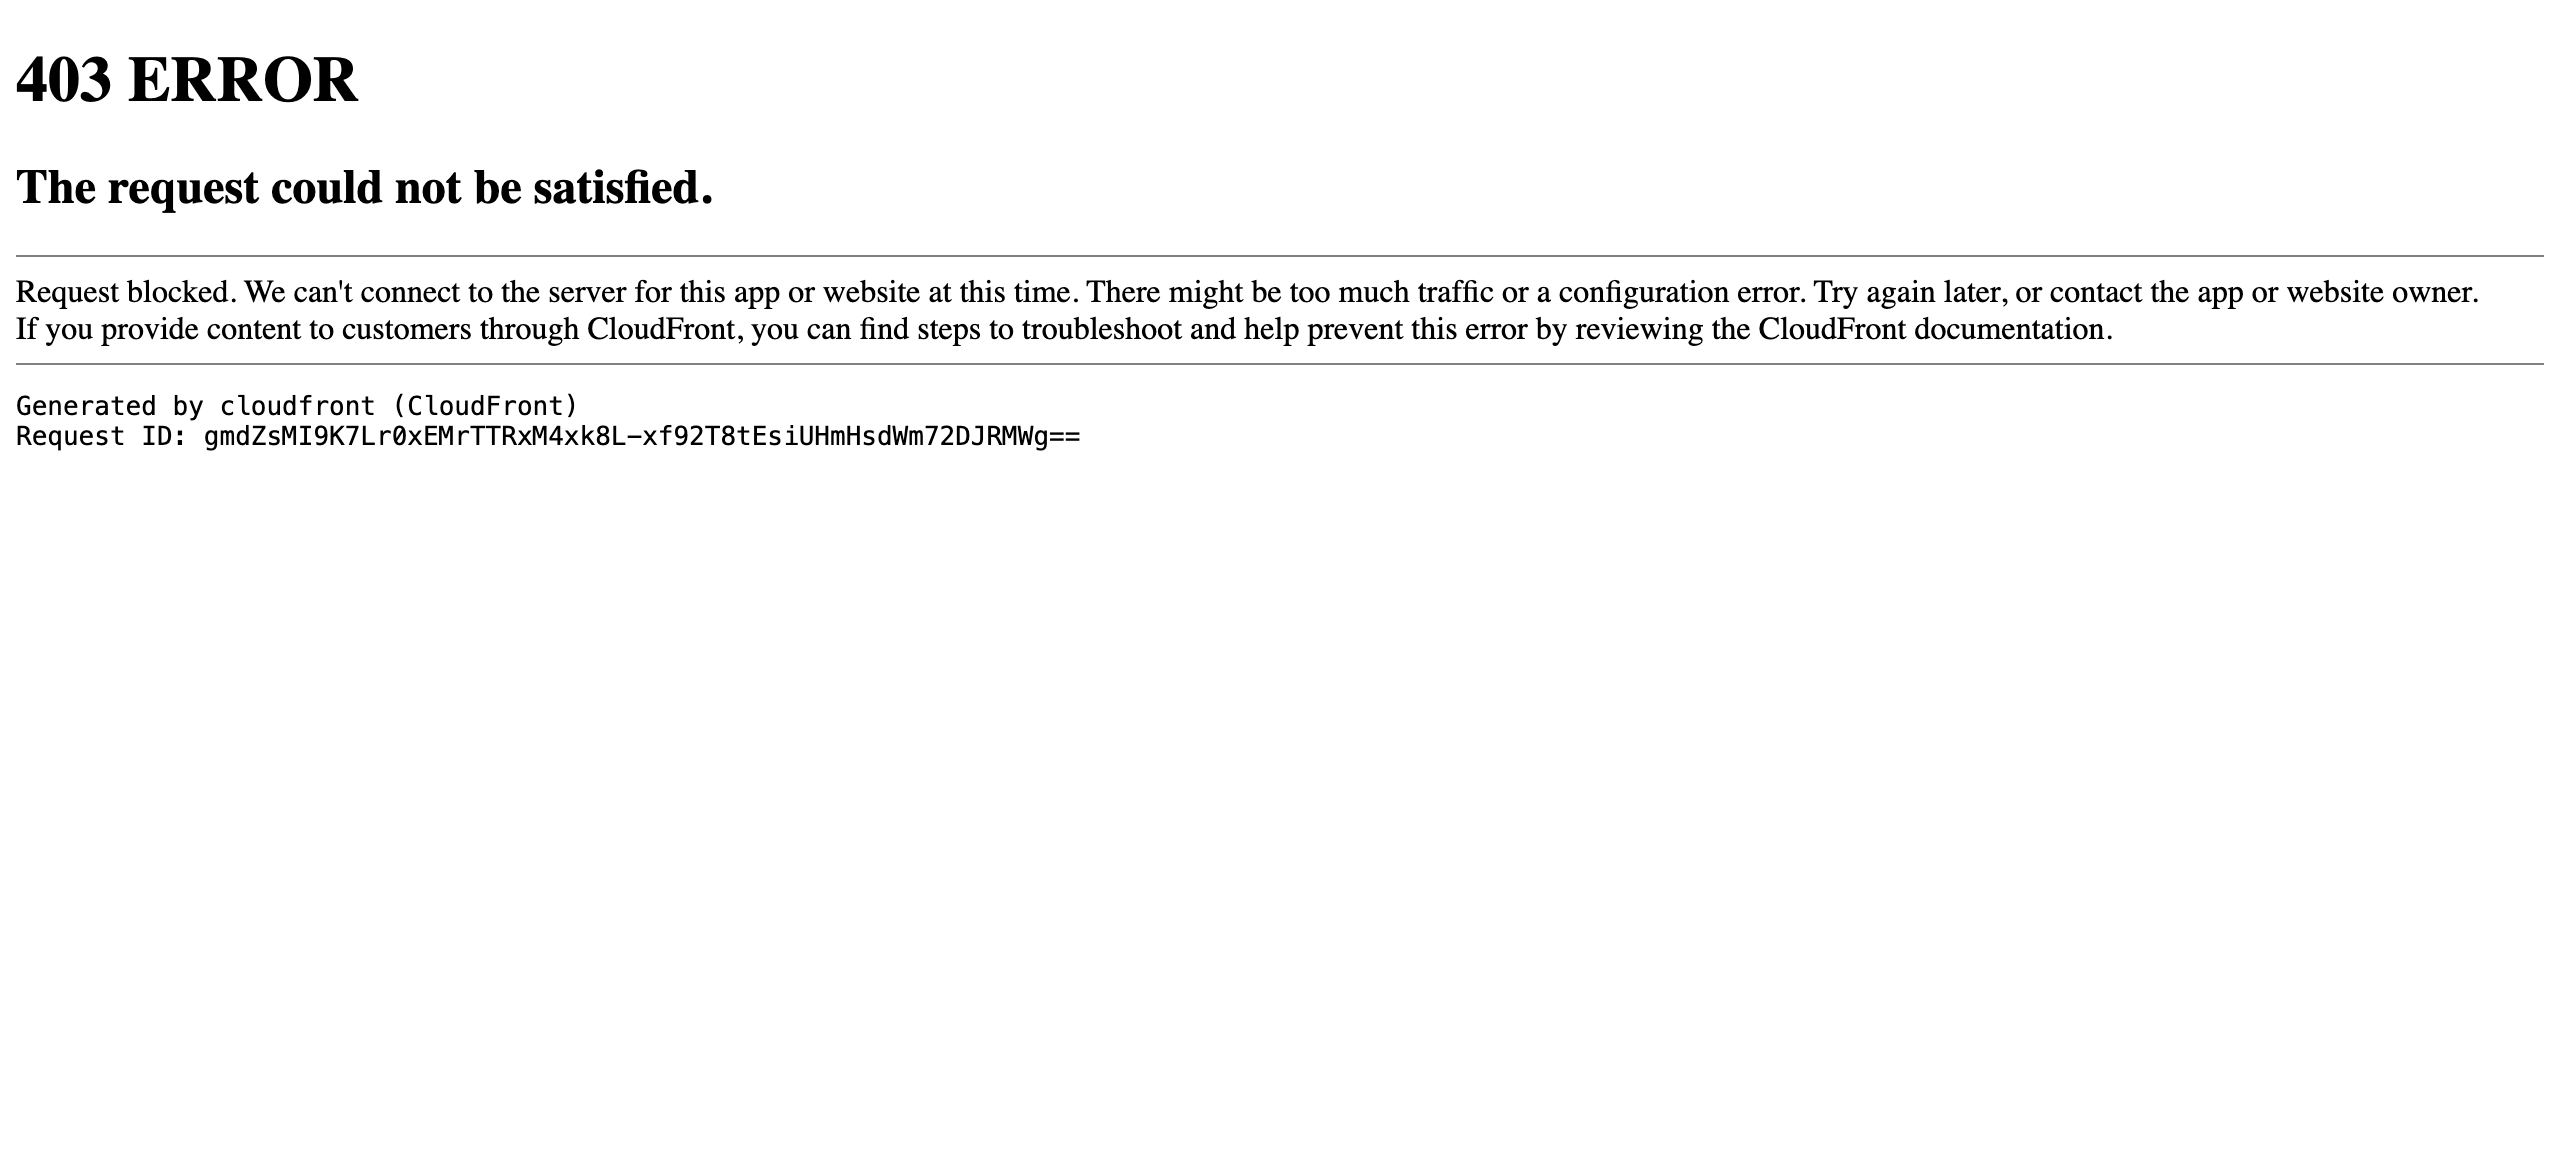 403 ERROR
The request could not be satisfied.
Request blocked. We can't connect to the server for this app or website at this time. There might be too much traffic or a configuration error. Try again later, or contact the app or website owner.
If you provide content to customers through CloudFront, you can find steps to troubleshoot and help prevent this error by reviewing the CloudFront documentation.
Generated by cloudfront (CloudFront)
Request ID: gmdZsMI9K7Lr0xEMrTTRxM4xk8L-xf92T8tEsiUHmHsdWm72DJRMWg==